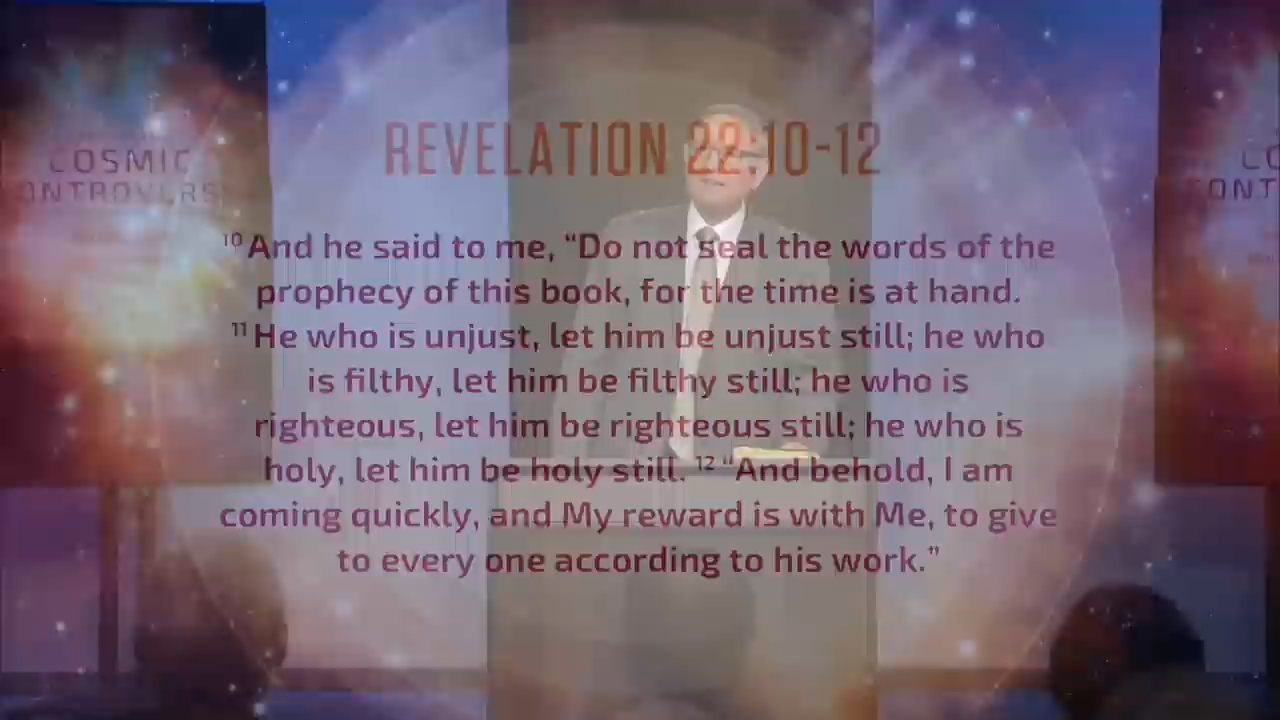 COSMIC
ONTROVERS
CO
ONT
REVELATION 22:10-12
¹⁰ And he said to me, “Do not seal the words of the
prophecy of this book, for the time is at hand.
¹¹ He who is unjust, let him be unjust still; he who
is filthy, let him be filthy still; he who is
righteous, let him be righteous still; he who is
holy, let him be holy still. ¹² “And behold, I am
coming quickly, and My reward is with Me, to give
to every one according to his work.”